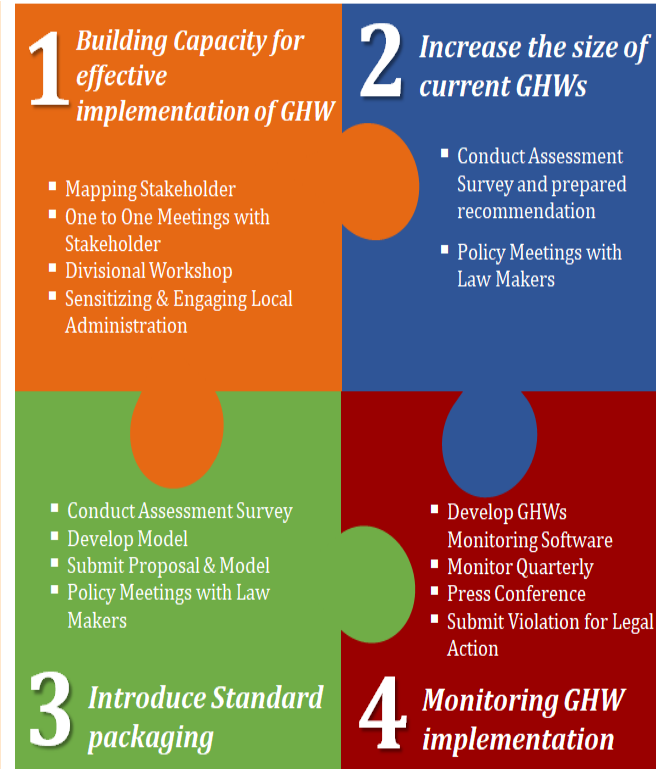 1
Building Capacity for
effective
implementation of GHW
▪ Mapping Stakeholder
▪ One to One Meetings with
Stakeholder
▪ Divisional Workshop
▪ Sensitizing & Engaging Local
Administration
2
Increase the size of
current GHWs
▪ Conduct Assessment
Survey and prepared
recommendation
▪ Policy Meetings with
Law Makers
▪ Conduct Assessment Survey
▪ Develop Model
▪ Submit Proposal & Model
▪ Policy Meetings with Law
Makers
3
Introduce Standard
packaging
▪ Develop GHWs
Monitoring Software
▪ Monitor Quarterly
▪ Press Conference
▪ Submit Violation for Legal
Action
4
Monitoring GHW
implementation